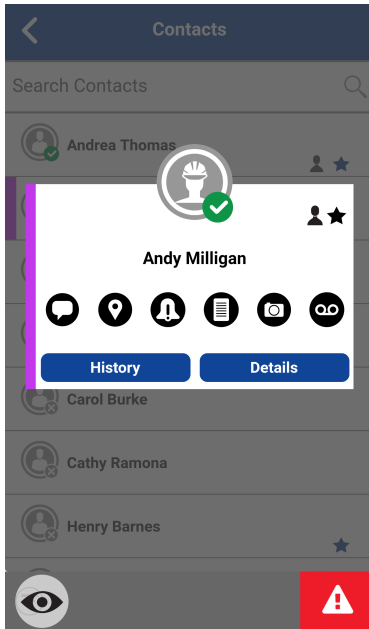 Contacts
Search Contacts
Andrea Thomas
Andy Milligan
History
Details
Carol Burke
Cathy Ramona
Henry Barnes